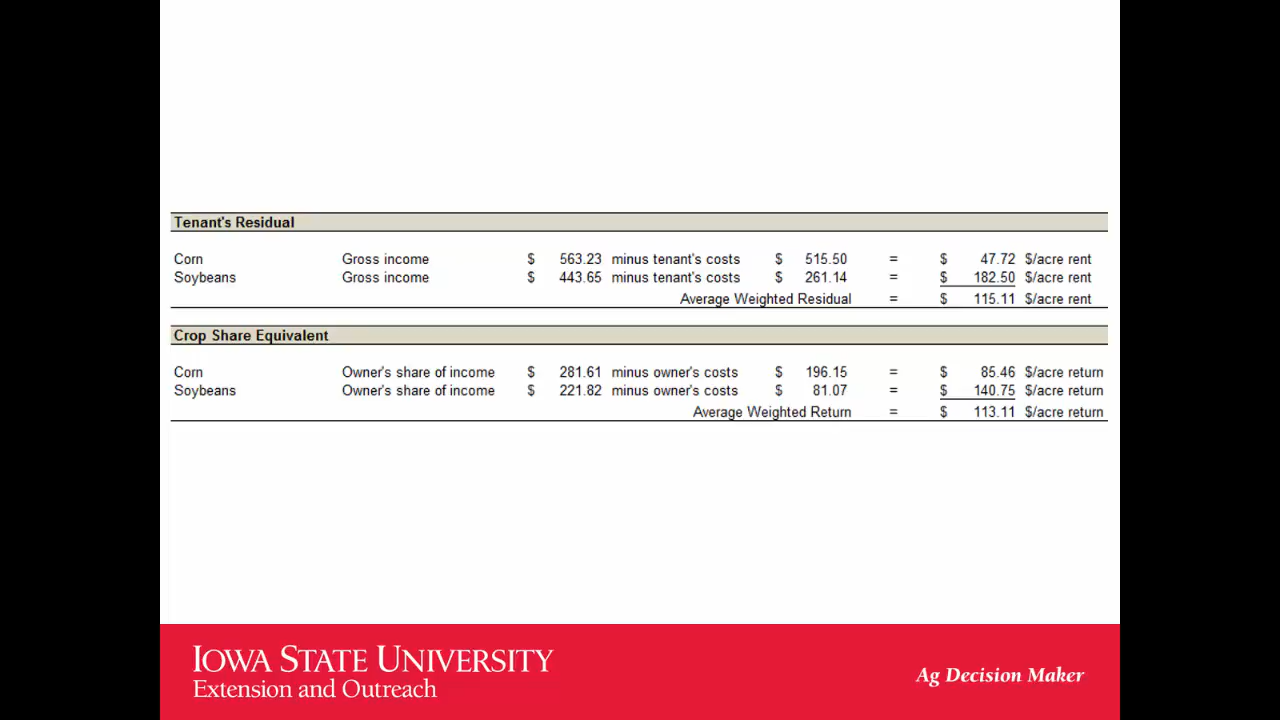 Tenant's Residual
Corn Gross income $ 563.23 minus tenant's costs $ 515.50 = $ 47.72 $/acre rent
Soybeans Gross income $ 443.65 minus tenant's costs $ 261.14 = $ 182.50 $/acre rent
Average Weighted Residual = $ 115.11 $/acre rent
Crop Share Equivalent
Corn Owner's share of income $ 281.61 minus owner's costs $ 196.15 = $ 85.46 $/acre return
Soybeans Owner's share of income $ 221.82 minus owner's costs $ 81.07 = $ 140.75 $/acre return
Average Weighted Return = $ 113.11 $/acre return
IOWA STATE UNIVERSITY
Extension and Outreach
Ag Decision Maker